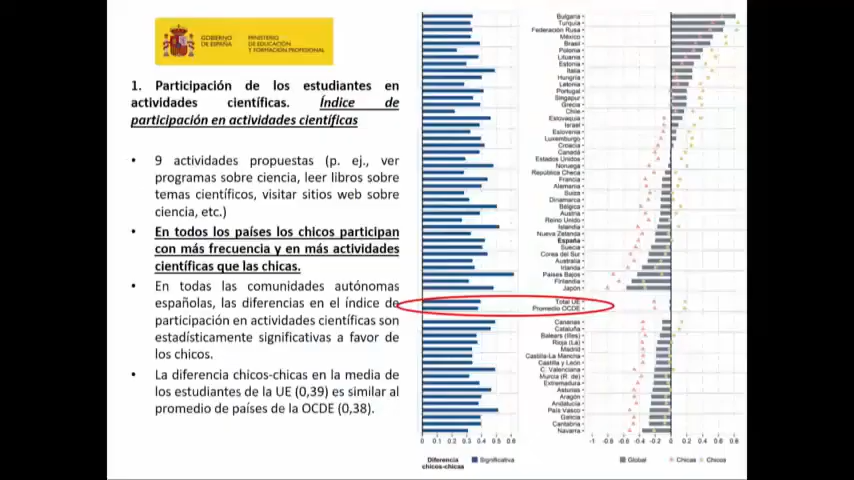 GOBIERNO
DE ESPAÑA
MINISTERIO
DE EDUCACIÓN
Y FORMACIÓN PROFESIONAL
1. Participación de los estudiantes en
actividades científicas. Índice de
participación en actividades científicas
• 9 actividades propuestas (p. ej., ver
programas sobre ciencia, leer libros sobre
temas científicos, visitar sitios web sobre
ciencia, etc.)
• En todos los países los chicos participan
con más frecuencia y en más actividades
científicas que las chicas.
• En todas las comunidades autónomas
españolas, las diferencias en el índice de
participación en actividades científicas son
estadísticamente significativas a favor de
los chicos.
• La diferencia chicos-chicas en la media de
los estudiantes de la UE (0,39) es similar al
promedio de países de la OCDE (0,38).
Bulgaria
Turquía
Federación Rusa
México
Brasil
Polonia
Lituania
Estonia
Italia
Hungría
Letonia
Portugal
Singapur
Grecia
Chile
Eslovaquia
Israel
Eslovenia
Luxemburgo
Croacia
Canadá
Estados Unidos
Noruega
República Checa
Francia
Alemania
Suiza
Dinamarca
Bélgica
Austria
Reino Unido
Islandia
Nueva Zelanda
España
Suecia
Corea del Sur
Australia
Irlanda
Países Bajos
Finlandia
Japón
Total UE
Promedio OCDE
Canarias
Cataluña
Balears (Illes)
Rioja (La)
Madrid
Castilla-La Mancha
Castilla y León
C. Valenciana
Murcia (R. de)
Extremadura
Asturias
Aragón
Andalucía
País Vasco
Galicia
Cantabria
Navarra
0 0.1 0.2 0.3 0.4 0.5 0.6
-1 -0.8 -0.6 -0.4 -0.2 0 0.2 0.4 0.6 0.8
Diferencia
chicos-chicas
Significativa
Global Chicas Chicos